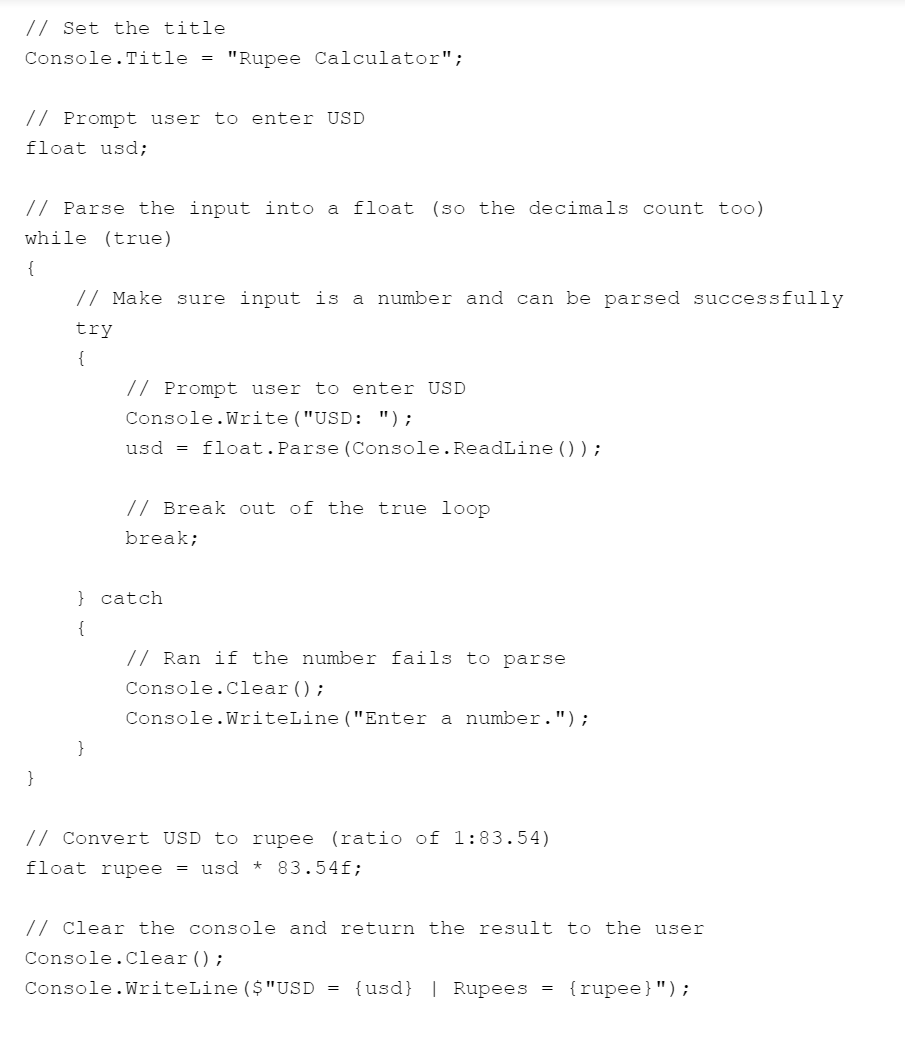 // Set the title
Console.Title = "Rupee Calculator";
// Prompt user to enter USD
float usd;
// Parse the input into a float (so the decimals count too)
while (true)
{
// Make sure input is a number and can be parsed successfully
try
{
// Prompt user to enter USD
Console.Write("USD: ");
usd = float.Parse(Console.ReadLine());
// Break out of the true loop
break;
} catch
{
// Ran if the number fails to parse
Console.Clear();
Console.WriteLine("Enter a number.");
}
}
// Convert USD to rupee (ratio of 1:83.54)
float rupee = usd * 83.54f;
// Clear the console and return the result to the user
Console.Clear();
Console.WriteLine($"USD = {usd} | Rupees = {rupee}");